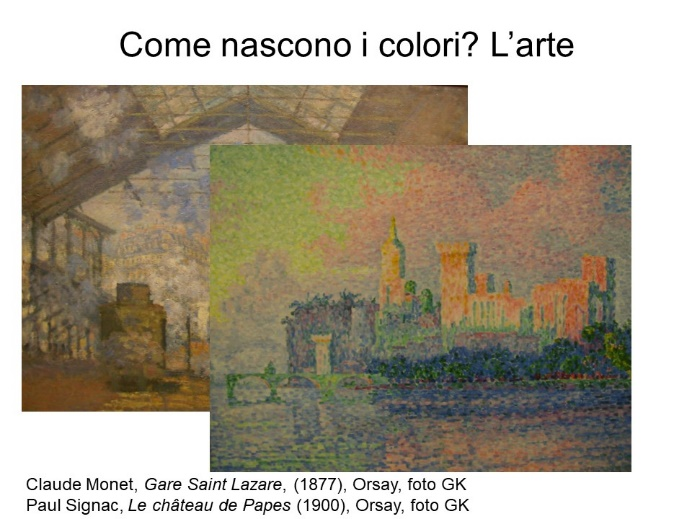 Come nascono i colori? L’arte
Claude Monet, Gare Saint Lazare, (1877), Orsay, foto GK
Paul Signac, Le château de Papes (1900), Orsay, foto GK